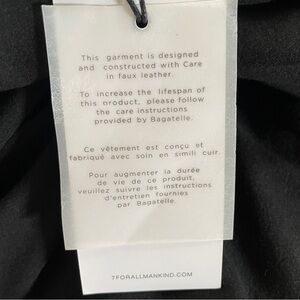 This garment is designed
and constructed with Care
in faux leather.
To increase the lifespan of
this product, please follow
the care instructions
provided by Bagatelle.
Ce vêtement est conçu et
fabriqué avec soin en simili cuir.
Pour augmenter la durée
de vie de ce produit,
veuillez suivre les instructions
d'entretien fournies
par Bagatelle.
7FORALLMANKIND.COM